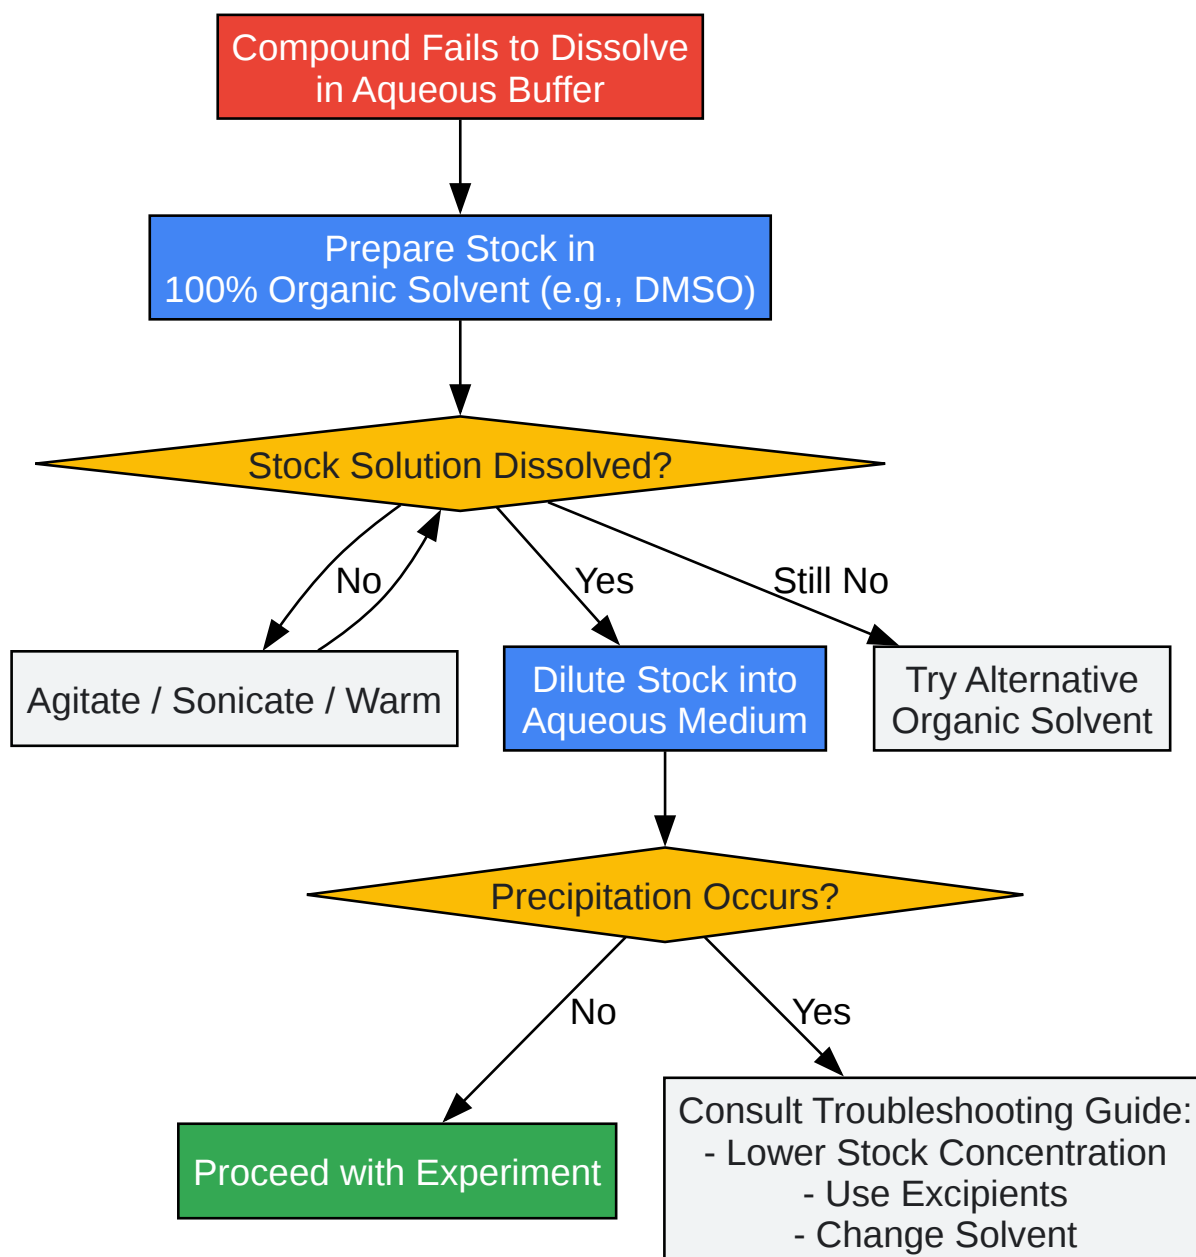 Compound Fails to Dissolve
in Aqueous Buffer
Prepare Stock in
100% Organic Solvent (e.g., DMSO)
Stock Solution Dissolved?
No
Yes
Still No
Agitate / Sonicate / Warm
Dilute Stock into
Aqueous Medium
Try Alternative
Organic Solvent
Precipitation Occurs?
No
Yes
Proceed with Experiment
Consult Troubleshooting Guide:
- Lower Stock Concentration
- Use Excipients
- Change Solvent